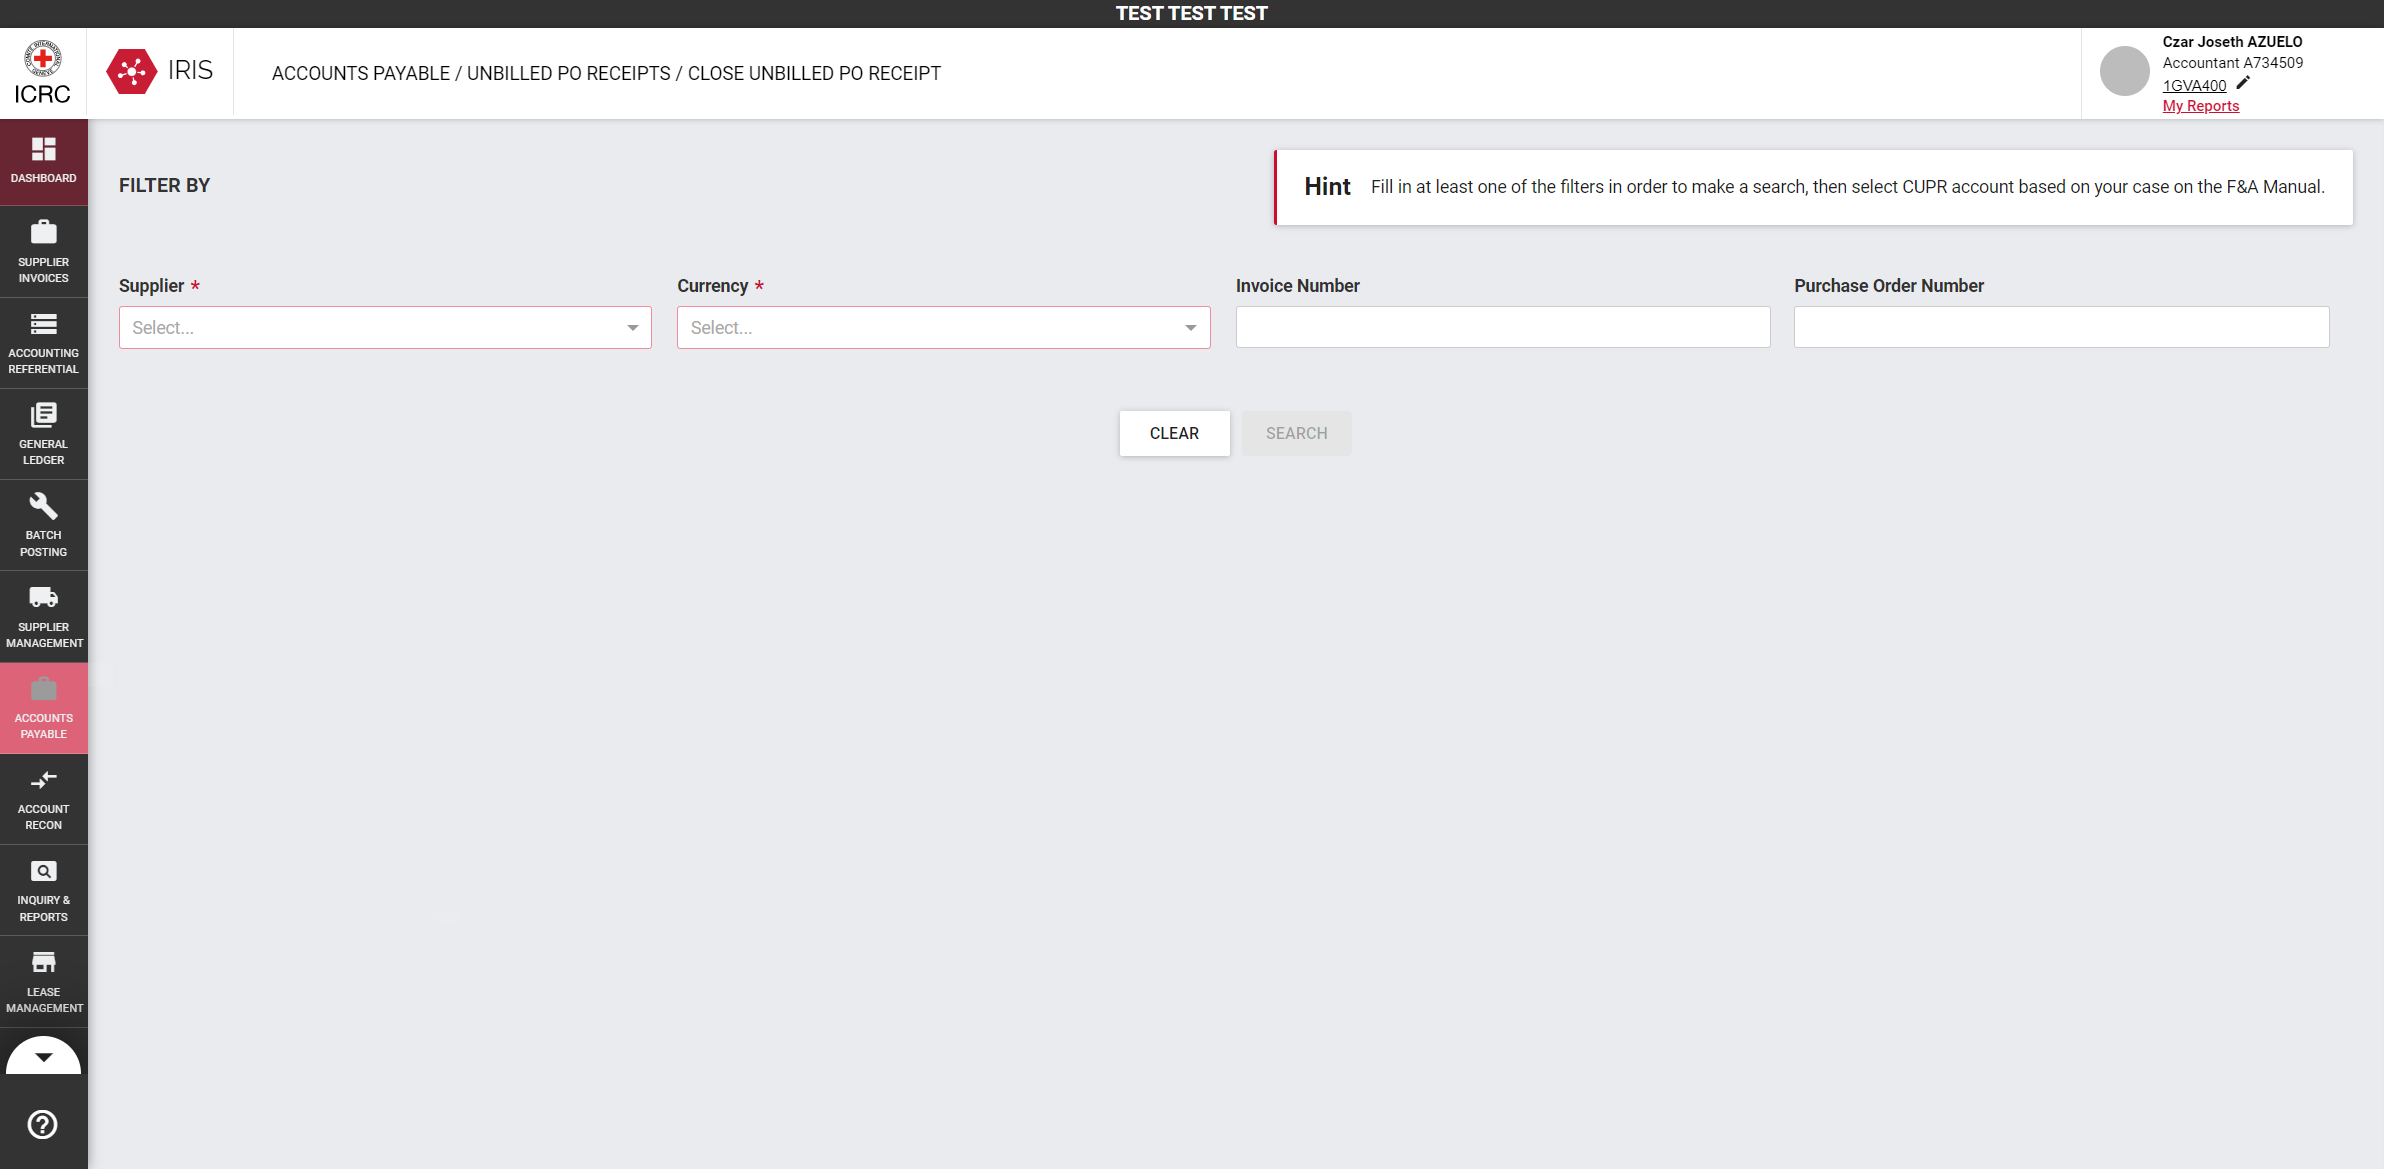 TEST TEST TEST
ICRC
IRIS
ACCOUNTS PAYABLE / UNBILLED PO RECEIPTS / CLOSE UNBILLED PO RECEIPT
Czar Joseth AZUELO
Accountant A734509
1GVA400
My Reports
DASHBOARD
SUPPLIER
INVOICES
ACCOUNTING
REFERENTIAL
GENERAL
LEDGER
BATCH
POSTING
SUPPLIER
MANAGEMENT
ACCOUNTS
PAYABLE
ACCOUNT
RECON
INQUIRY &
REPORTS
LEASE
MANAGEMENT
FILTER BY
Hint Fill in at least one of the filters in order to make a search, then select CUPR account based on your case on the F&A Manual.
Supplier *
Select...
Currency *
Select...
Invoice Number
Purchase Order Number
CLEAR
SEARCH